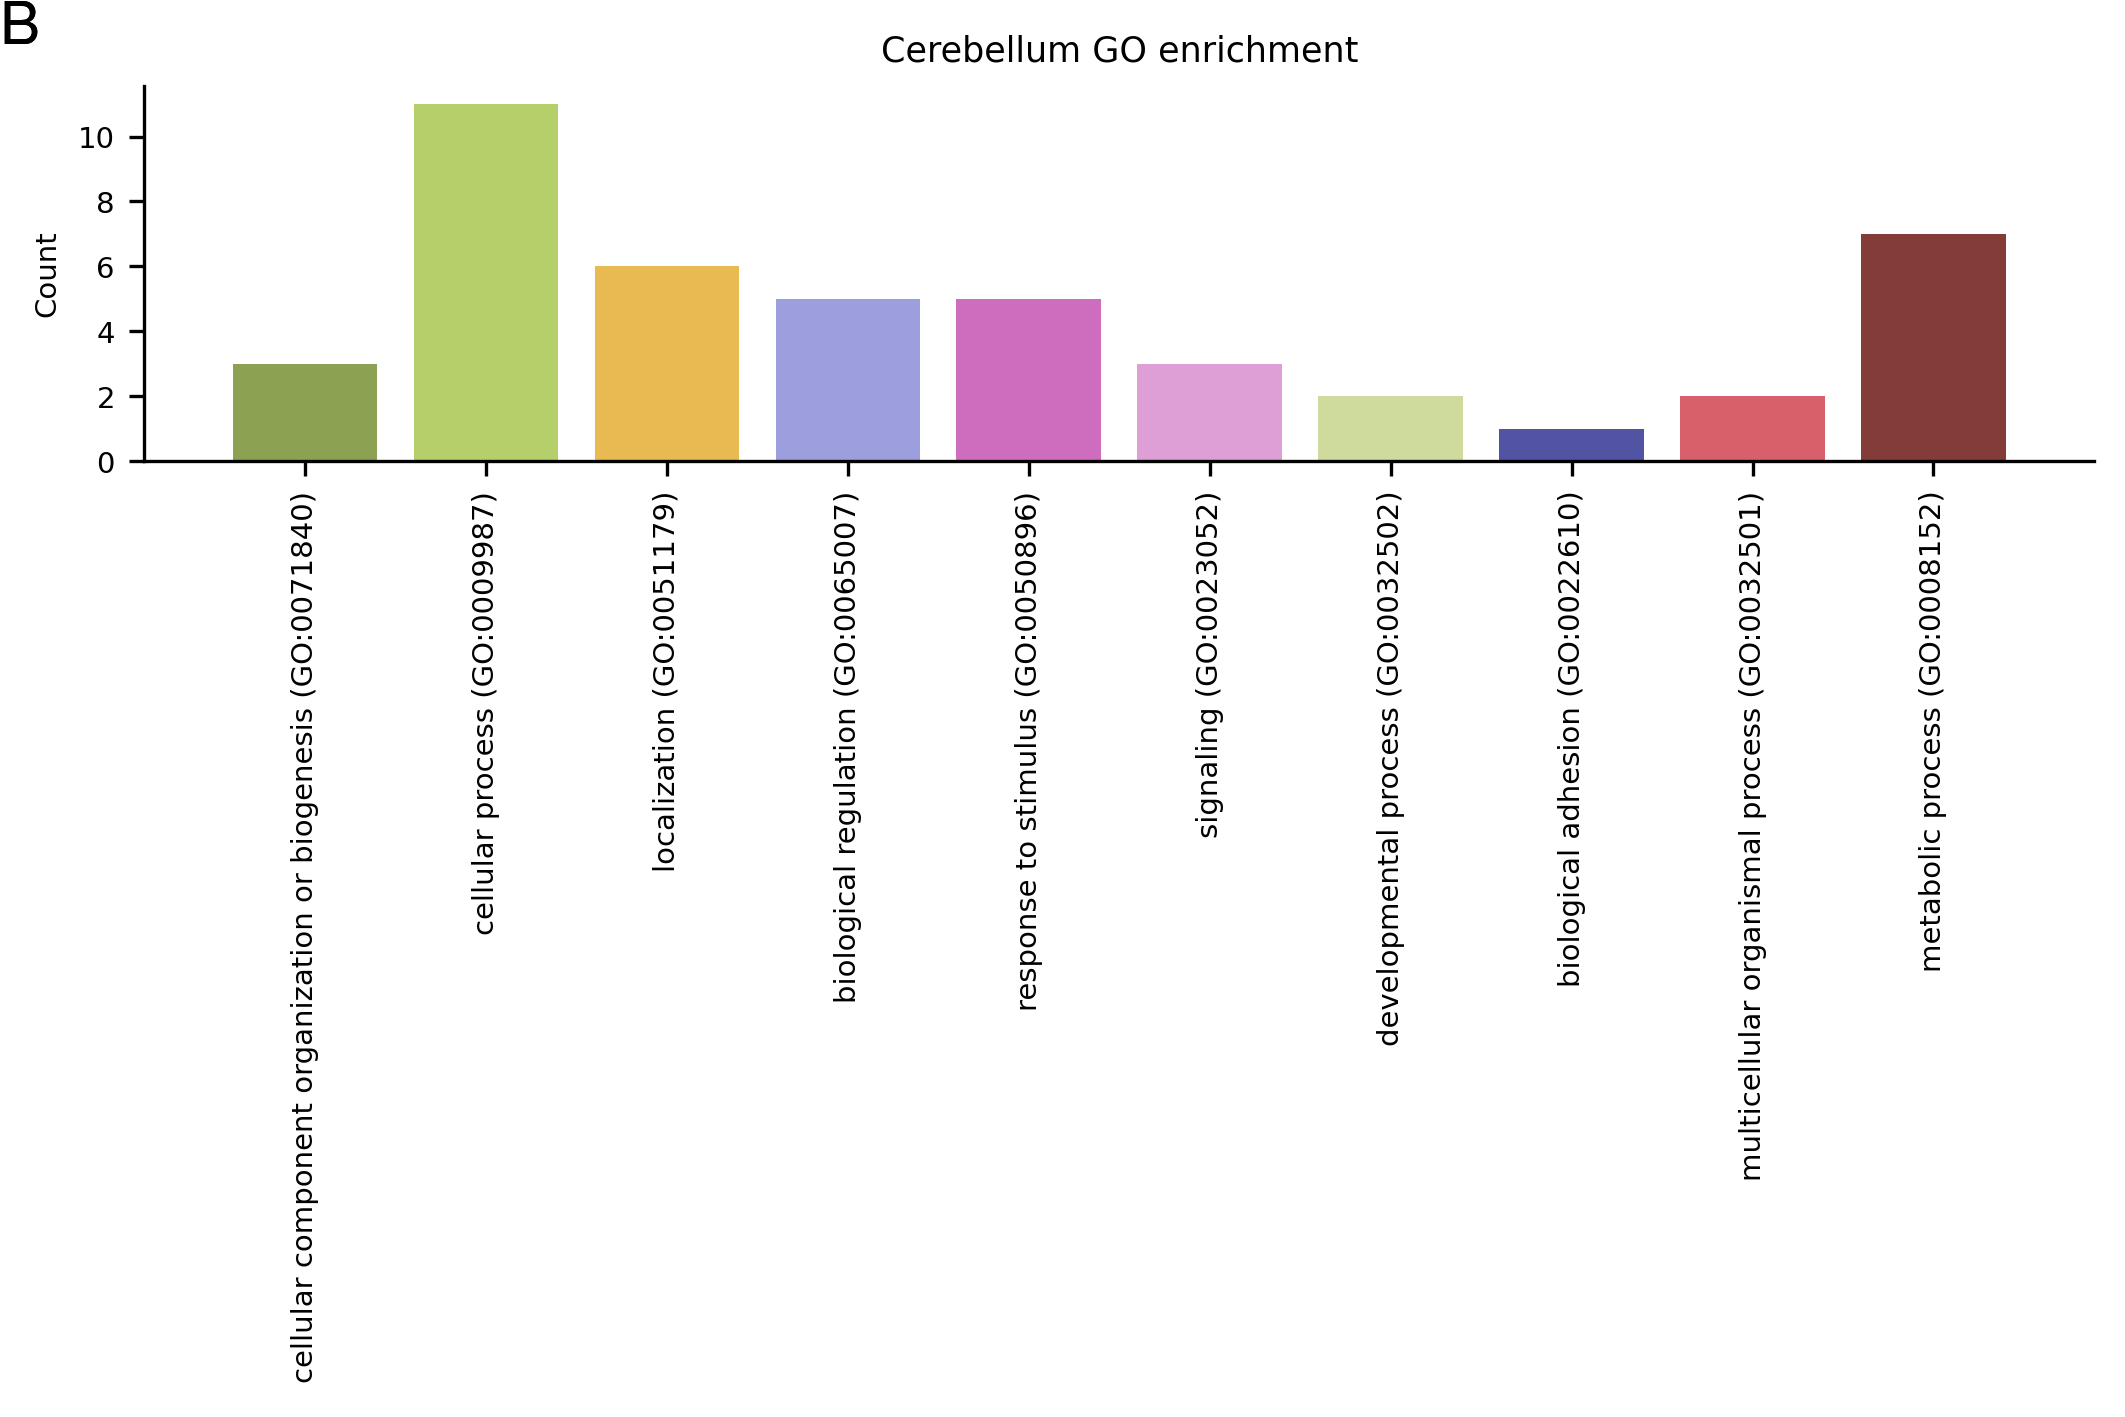 B
Cerebellum GO enrichment
Count
10
8
6
4
2
0
cellular component organization or biogenesis (GO:0071840)
cellular process (GO:0009987)
localization (GO:0051179)
biological regulation (GO:0065007)
response to stimulus (GO:0050896)
signaling (GO:0023052)
developmental process (GO:0032502)
biological adhesion (GO:0022610)
multicellular organismal process (GO:0032501)
metabolic process (GO:0008152)